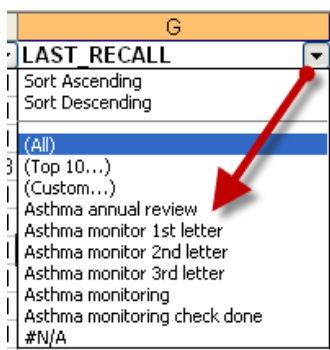 G
LAST_RECALL
Sort Ascending
Sort Descending
(All)
3 (Top 10...)
(Custom...)
Asthma annual review
Asthma monitor 1st letter
Asthma monitor 2nd letter
Asthma monitor 3rd letter
Asthma monitoring
Asthma monitoring check done
#N/A